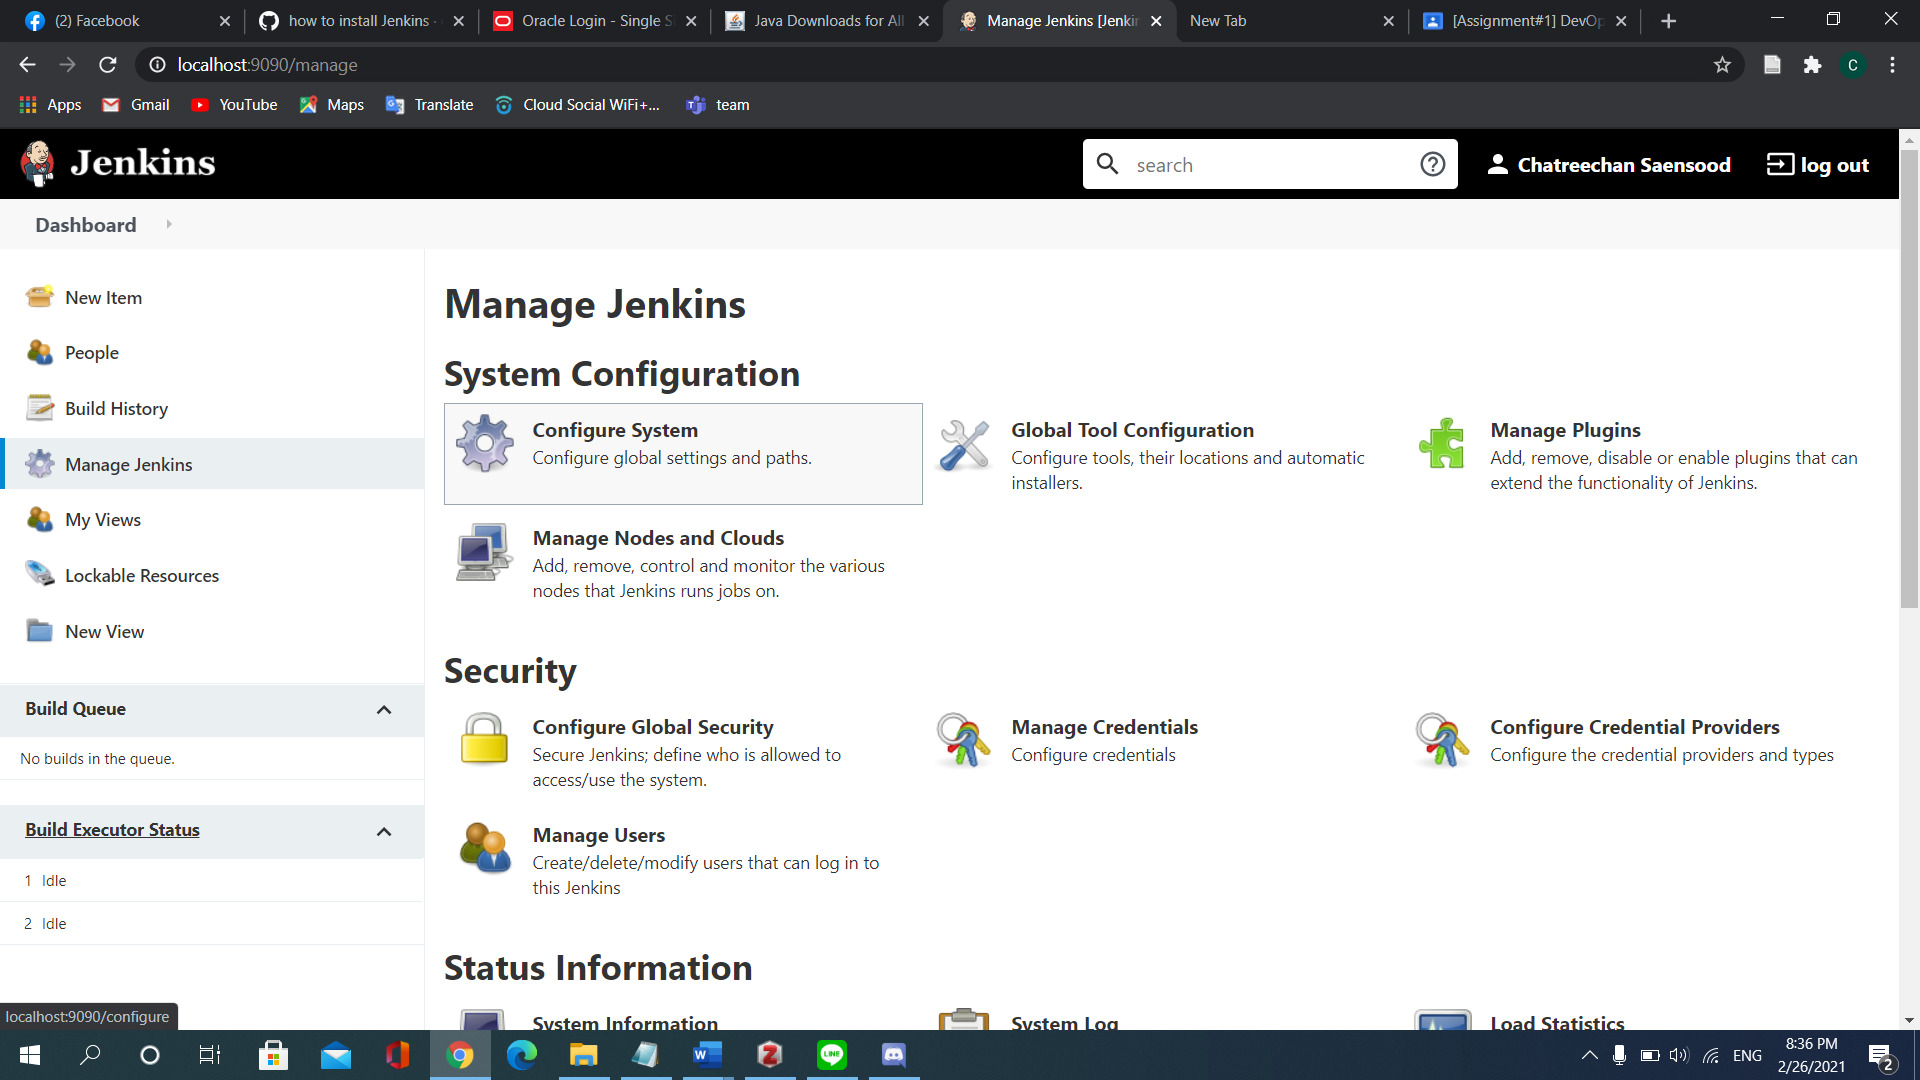 (2) Facebook
how to install Jenkins ·
Oracle Login - Single S
Java Downloads for All
Manage Jenkins [Jenkin
New Tab
[Assignment#1] DevOp
localhost:9090/manage
C
Apps
Gmail
YouTube
Maps
Translate
Cloud Social WiFi+...
team
Jenkins
search
Chatreechan Saensood
log out
Dashboard
New Item
People
Build History
Manage Jenkins
My Views
Lockable Resources
New View
Build Queue
No builds in the queue.
Build Executor Status
1 Idle
2 Idle
Manage Jenkins
System Configuration
Configure System
Configure global settings and paths.
Global Tool Configuration
Configure tools, their locations and automatic
installers.
Manage Plugins
Add, remove, disable or enable plugins that can
extend the functionality of Jenkins.
Manage Nodes and Clouds
Add, remove, control and monitor the various
nodes that Jenkins runs jobs on.
Security
Configure Global Security
Secure Jenkins; define who is allowed to
access/use the system.
Manage Credentials
Configure credentials
Configure Credential Providers
Configure the credential providers and types
Manage Users
Create/delete/modify users that can log in to
this Jenkins
Status Information
System Information
System Log
Load Statistics
localhost:9090/configure
W
Z
LINE
ENG
8:36 PM
2/26/2021
2